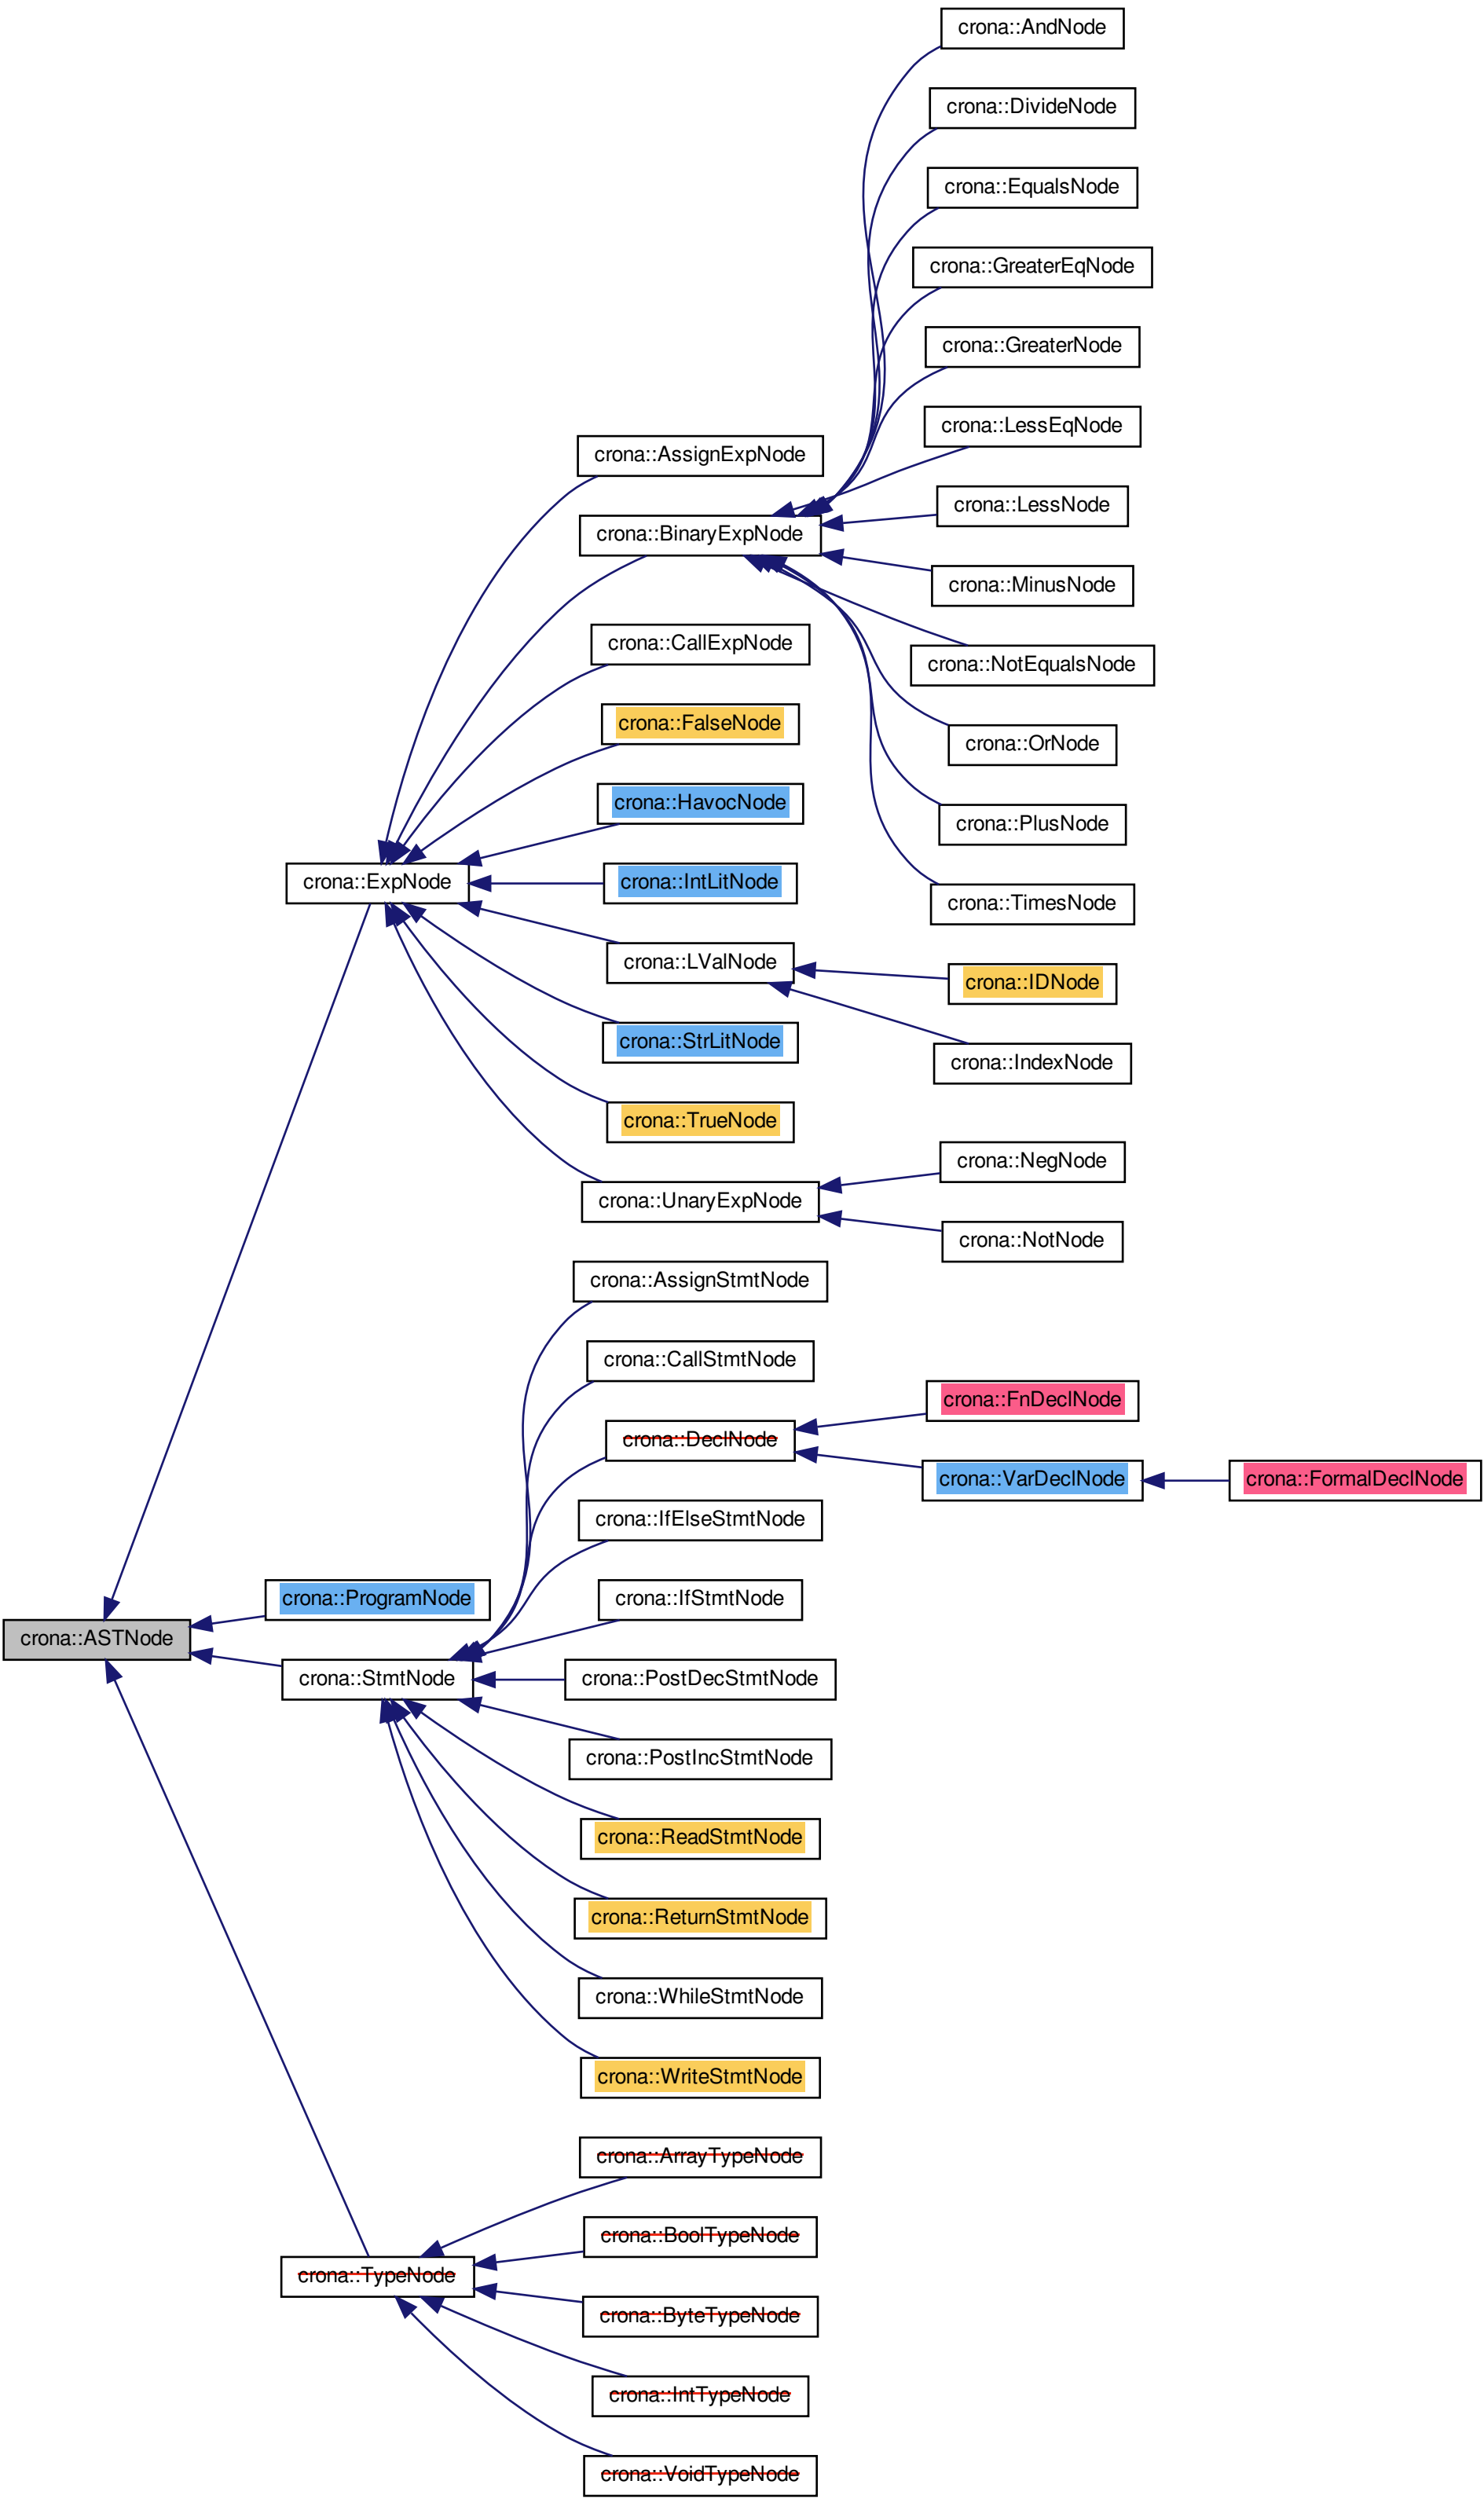 crona::AndNode
crona::DivideNode
crona::EqualsNode
crona::GreaterEqNode
crona::GreaterNode
crona::LessEqNode
crona::AssignExpNode
crona::LessNode
crona::BinaryExpNode
crona::MinusNode
crona::CallExpNode
crona::NotEqualsNode
crona::FalseNode
crona::OrNode
crona::HavocNode
crona::PlusNode
crona::ExpNode
crona::IntLitNode
crona::TimesNode
crona::LValNode
crona::IDNode
crona::StrLitNode
crona::IndexNode
crona::TrueNode
crona::NegNode
crona::UnaryExpNode
crona::NotNode
crona::AssignStmtNode
crona::CallStmtNode
crona::FnDeclNode
crona::DeclNode
crona::VarDeclNode
crona::FormalDeclNode
crona::IfElseStmtNode
crona::ProgramNode
crona::IfStmtNode
crona::ASTNode
crona::StmtNode
crona::PostDecStmtNode
crona::PostIncStmtNode
crona::ReadStmtNode
crona::ReturnStmtNode
crona::WhileStmtNode
crona::WriteStmtNode
crona::ArrayTypeNode
crona::BoolTypeNode
crona::TypeNode
crona::ByteTypeNode
crona::IntTypeNode
crona::VoidTypeNode